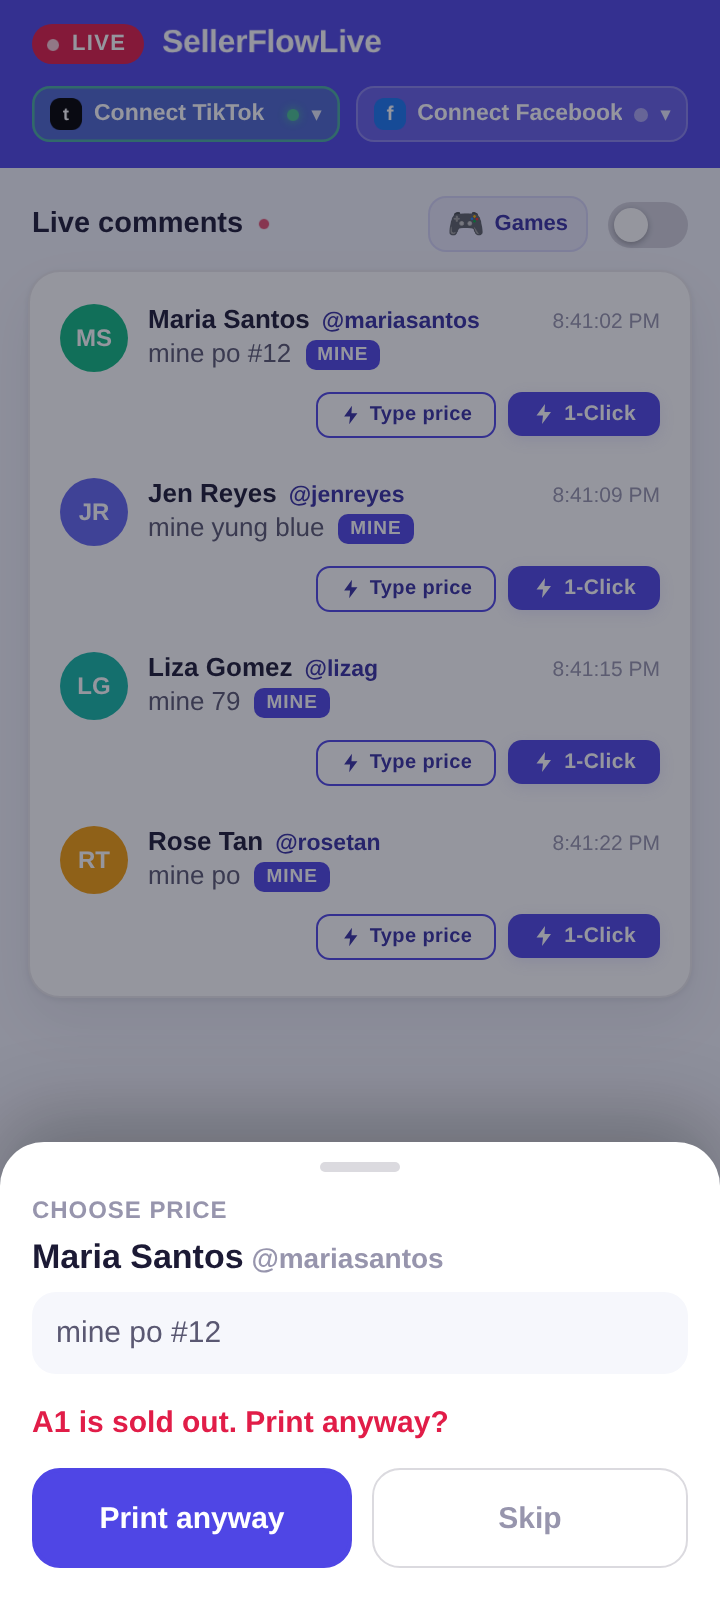 LIVE SellerFlowLive
t Connect TikTok ▾ f Connect Facebook ▾
Live comments Games
MS Maria Santos @mariasantos 8:41:02 PM
mine po #12 MINE
Type price 1-Click
JR Jen Reyes @jenreyes 8:41:09 PM
mine yung blue MINE
Type price 1-Click
LG Liza Gomez @lizag 8:41:15 PM
mine 79 MINE
Type price 1-Click
RT Rose Tan @rosetan 8:41:22 PM
mine po MINE
Type price 1-Click
CHOOSE PRICE
Maria Santos @mariasantos
mine po #12
A1 is sold out. Print anyway?
Print anyway Skip